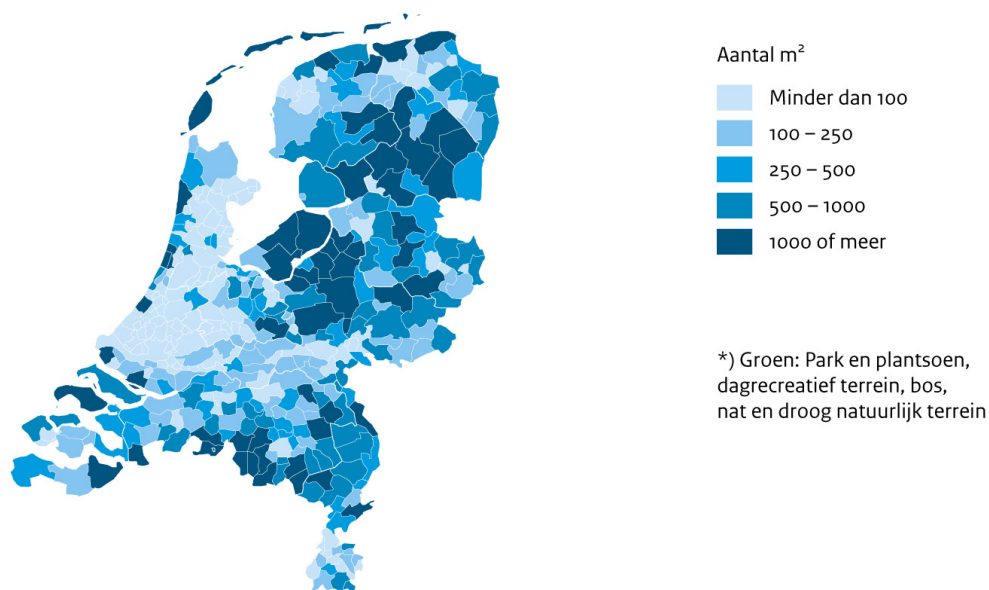 Aantal m²
Minder dan 100
100 – 250
250 – 500
500 – 1000
1000 of meer
*) Groen: Park en plantsoen,
dagrecreatief terrein, bos,
nat en droog natuurlijk terrein